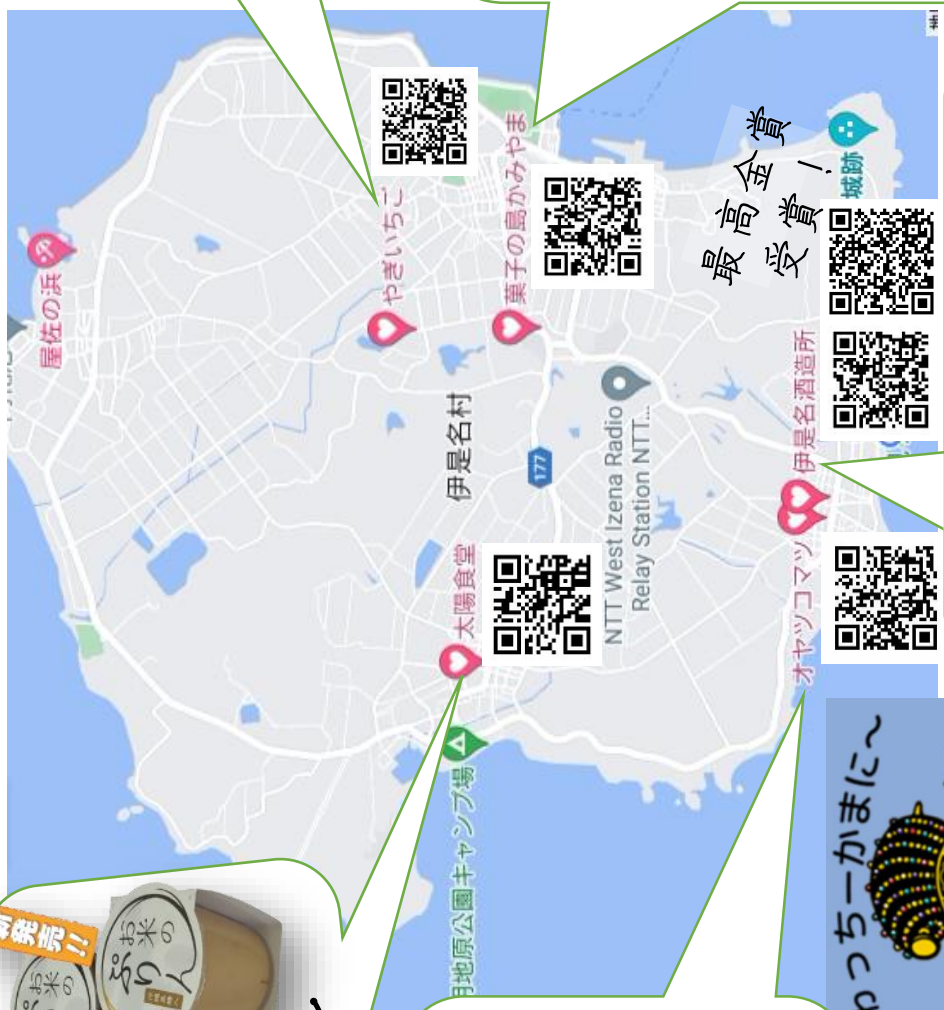 屋佐の浜
やぎいちご
菓子の島かみやま
最高金賞
受賞!
城跡
伊是名村
177
NTT West Izena Radio
Relay Station NTT...
伊是名酒造所
オヤツコマツ
太陽食堂
地原公園キャンプ場
発売!!
お米の
ぷりん
お米の
っちーかまに〜